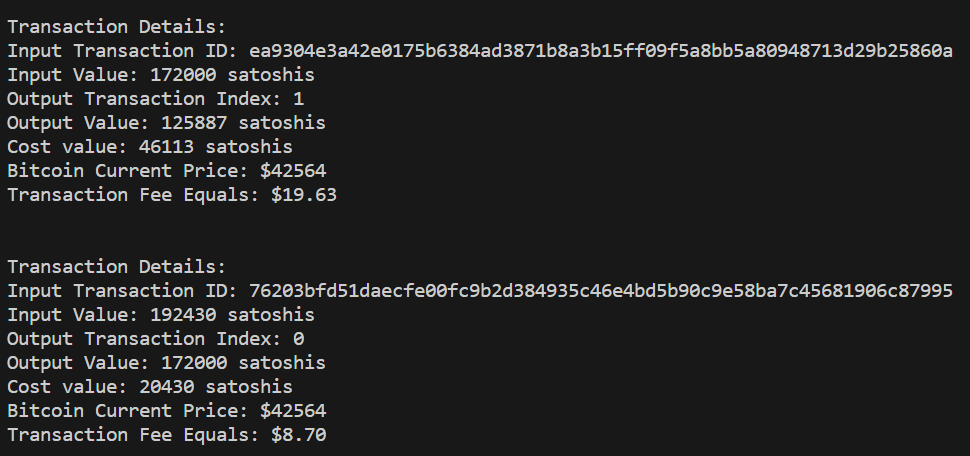 Transaction Details:
Input Transaction ID: ea9304e3a42e0175b6384ad3871b8a3b15ff09f5a8bb5a80948713d29b25860a
Input Value: 172000 satoshis
Output Transaction Index: 1
Output Value: 125887 satoshis
Cost value: 46113 satoshis
Bitcoin Current Price: $42564
Transaction Fee Equals: $19.63
Transaction Details:
Input Transaction ID: 76203bfd51daecfe00fc9b2d384935c46e4bd5b90c9e58ba7c45681906c87995
Input Value: 192430 satoshis
Output Transaction Index: 0
Output Value: 172000 satoshis
Cost value: 20430 satoshis
Bitcoin Current Price: $42564
Transaction Fee Equals: $8.70